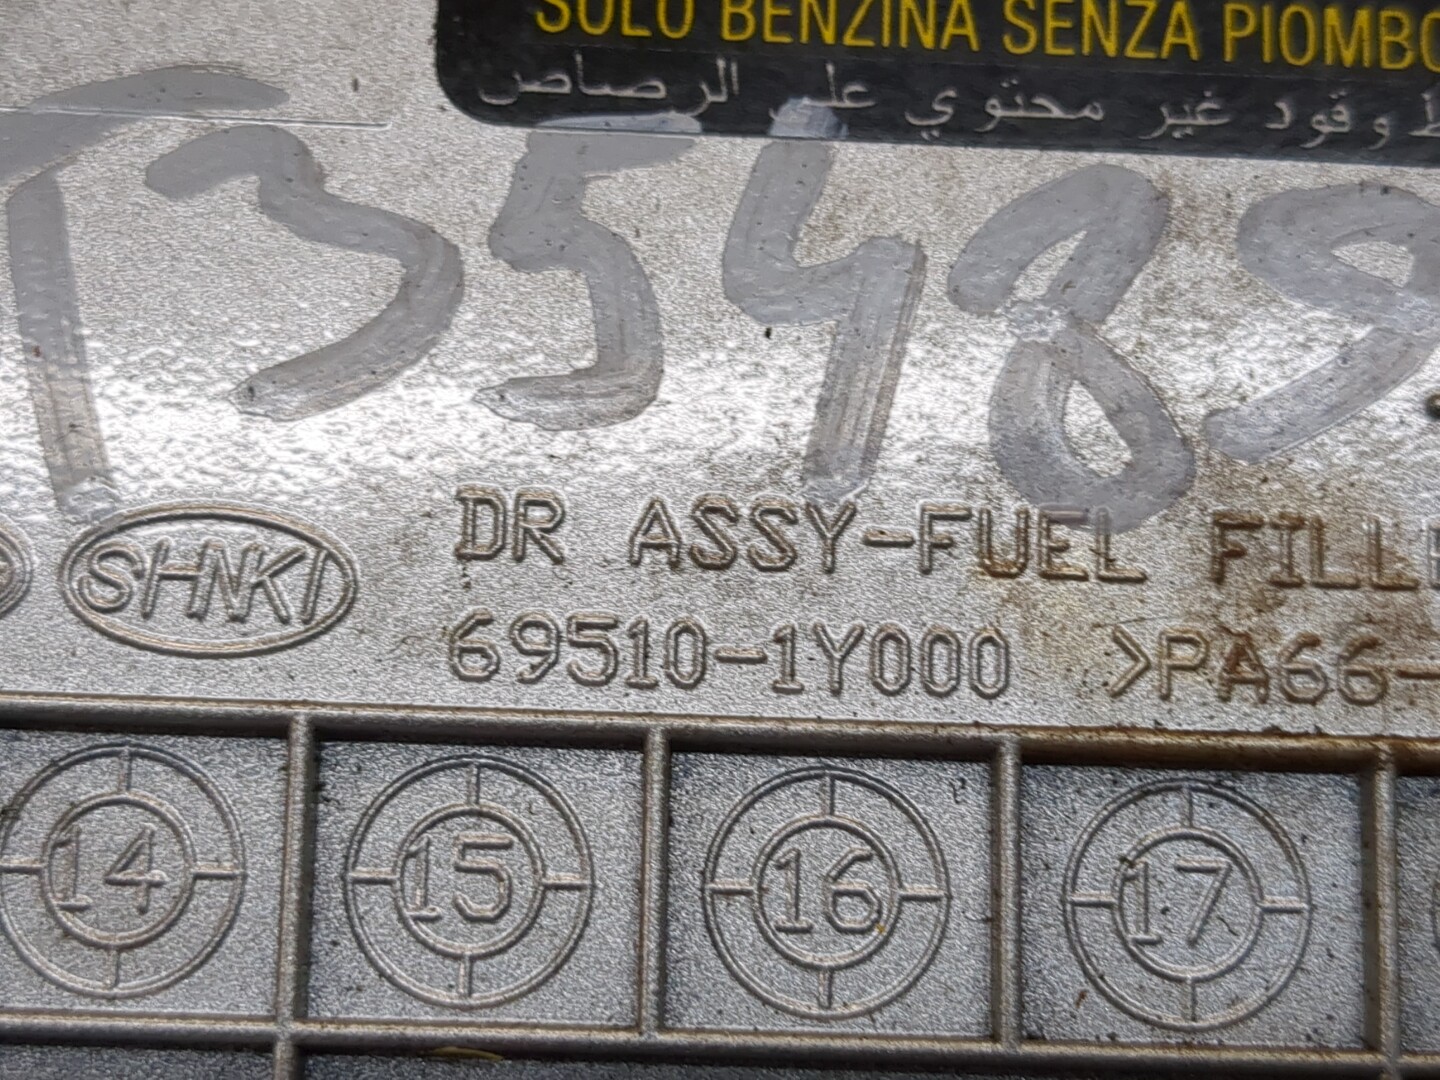 SOLO BENZINA SENZA PIOMBO
وقود غير محتوي على الرصاص
T35489
SHNKI DR ASSY-FUEL FILLE
69510-1Y000 >PA66-
14 15 16 17